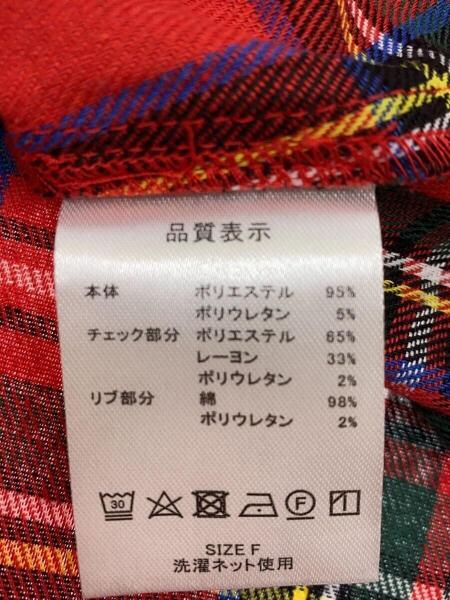 品質表示
本体 ポリエステル 95%
ポリウレタン 5%
チェック部分 ポリエステル 65%
レーヨン 33%
ポリウレタン 2%
リブ部分 綿 98%
ポリウレタン 2%
30 F
SIZE F
洗濯ネット使用